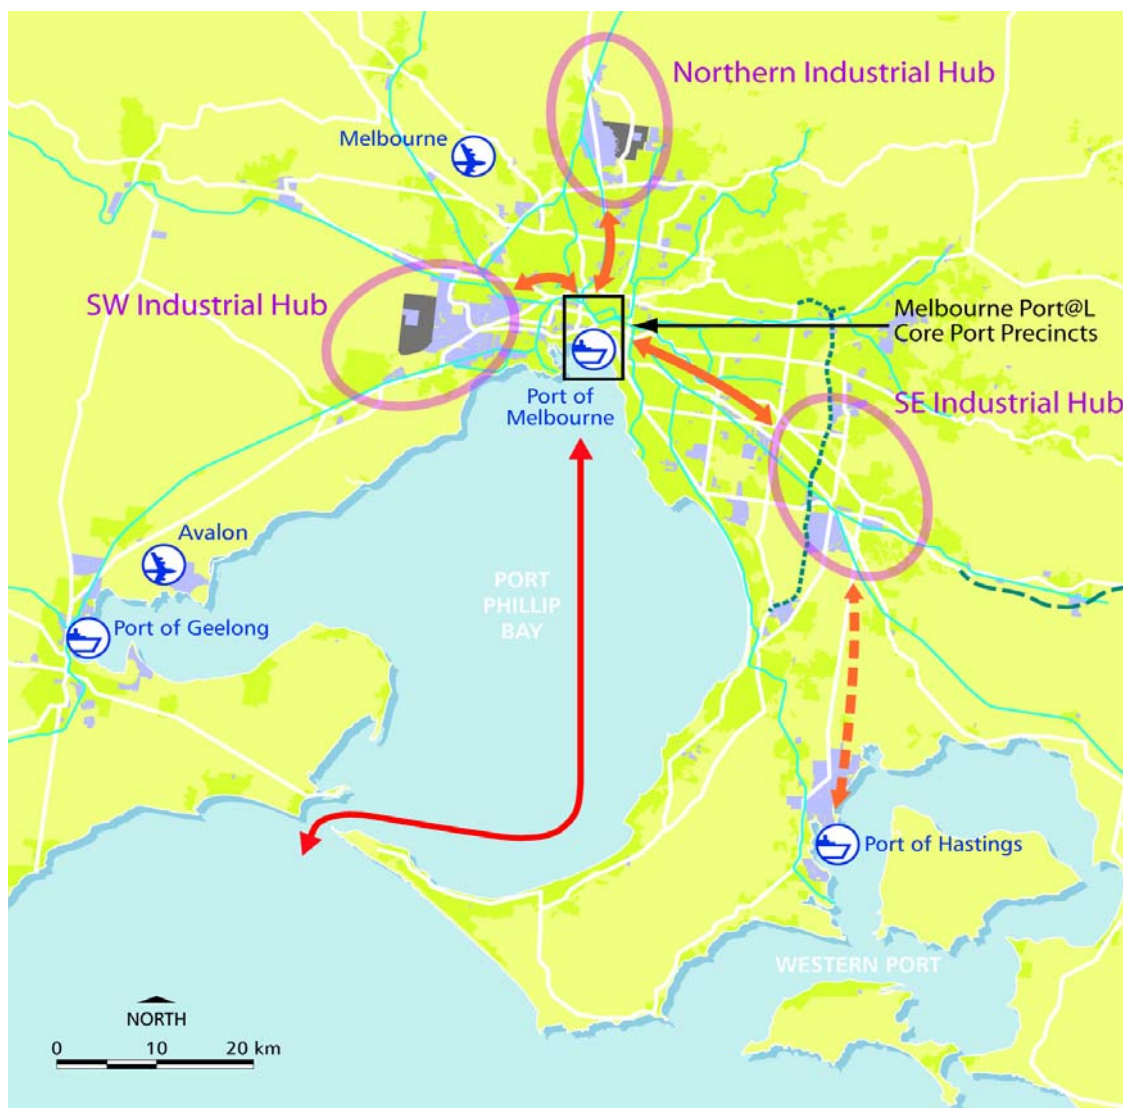 Northern Industrial Hub
Melbourne
SW Industrial Hub
Melbourne Port@L
Core Port Precincts
Port of
Melbourne
SE Industrial Hub
Avalon
PORT
PHILLIP
BAY
Port of Geelong
Port of Hastings
WESTERN PORT
NORTH
0 10 20 km